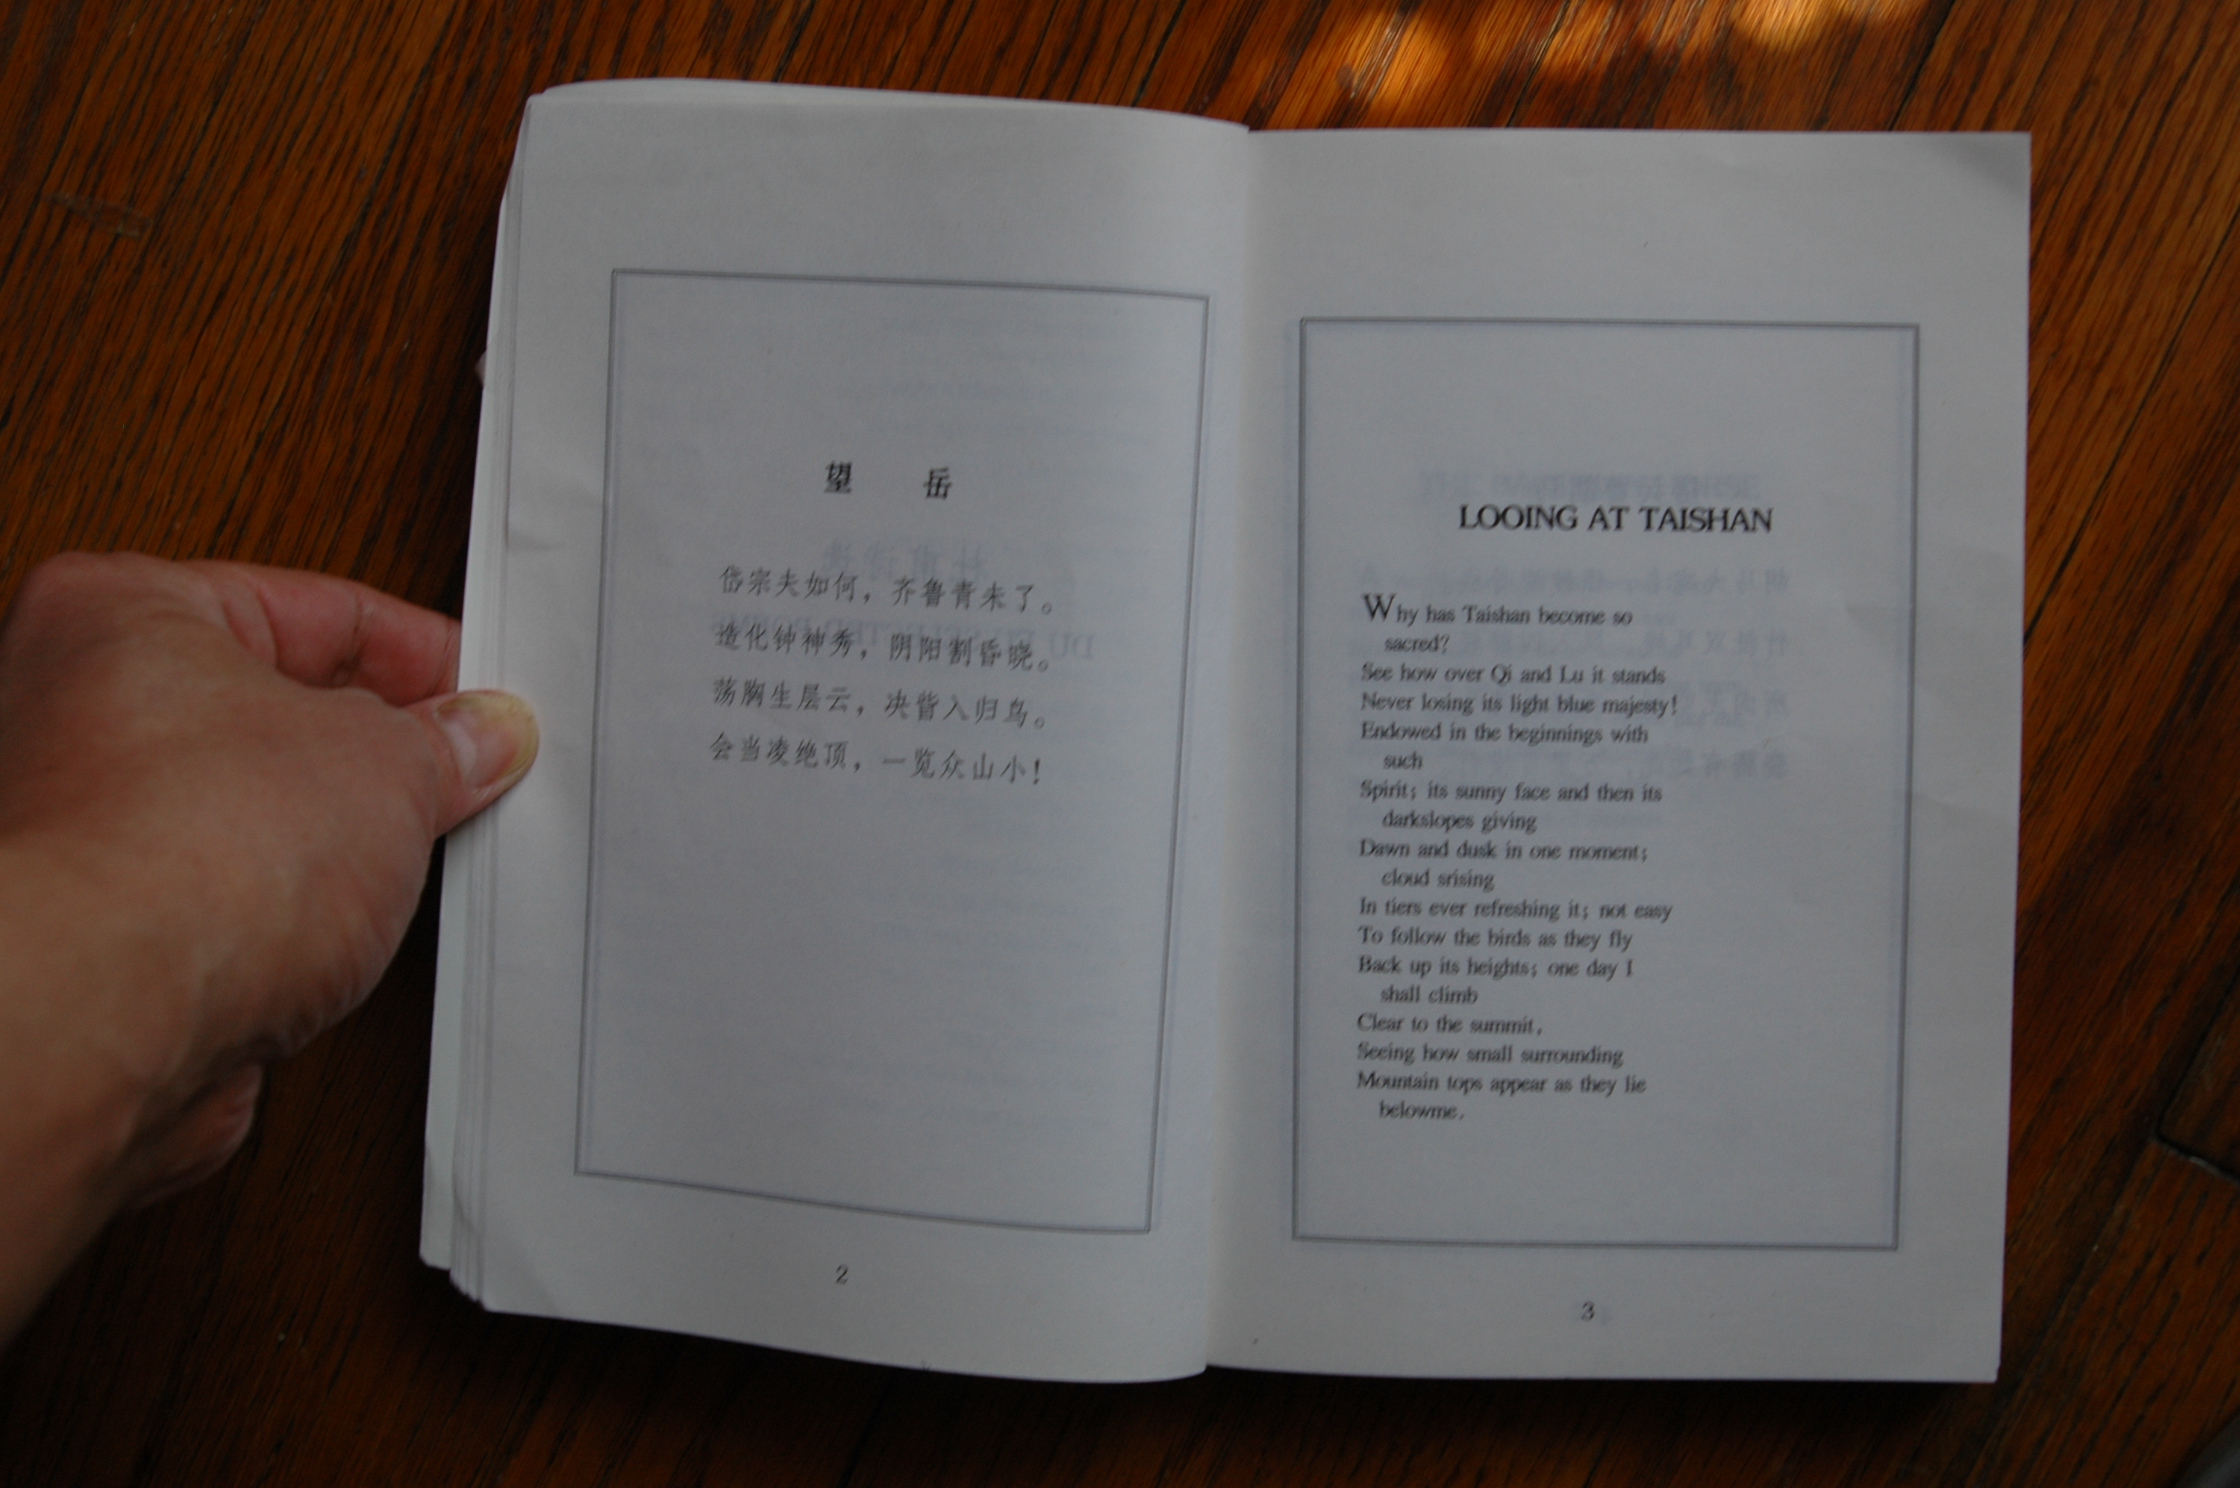 望 岳
岱宗夫如何，齐鲁青未了。
造化钟神秀，阴阳割昏晓。
荡胸生层云，决眥入归鸟。
会当凌绝顶，一览众山小！
2
LOOING AT TAISHAN
Why has Taishan become so
sacred?
See how over Qi and Lu it stands
Never losing its light blue majesty!
Endowed in the beginnings with
such
Spirit; its sunny face and then its
darkslopes giving
Dawn and dusk in one moment;
cloud srising
In tiers ever refreshing it; not easy
To follow the birds as they fly
Back up its heights; one day I
shall climb
Clear to the summit,
Seeing how small surrounding
Mountain tops appear as they lie
belowme.
3